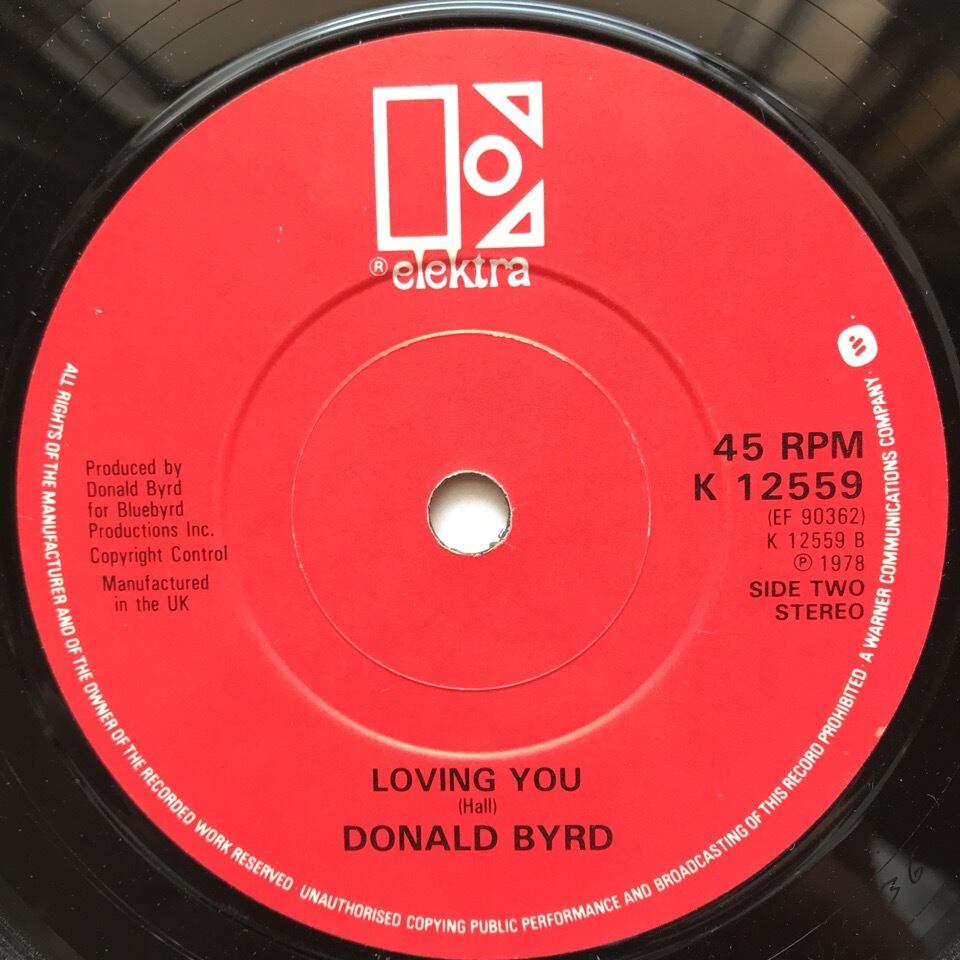 ® elektra
Produced by
Donald Byrd
for Bluebyrd
Productions Inc.
Copyright Control
Manufactured
in the UK
45 RPM
K 12559
(EF 90362)
K 12559 B
℗ 1978
SIDE TWO
STEREO
LOVING YOU
(Hall)
DONALD BYRD
ALL RIGHTS OF THE MANUFACTURER AND OF THE OWNER OF THE RECORDED WORK RESERVED · UNAUTHORISED COPYING PUBLIC PERFORMANCE AND BROADCASTING OF THIS RECORD PROHIBITED · A WARNER COMMUNICATIONS COMPANY ·